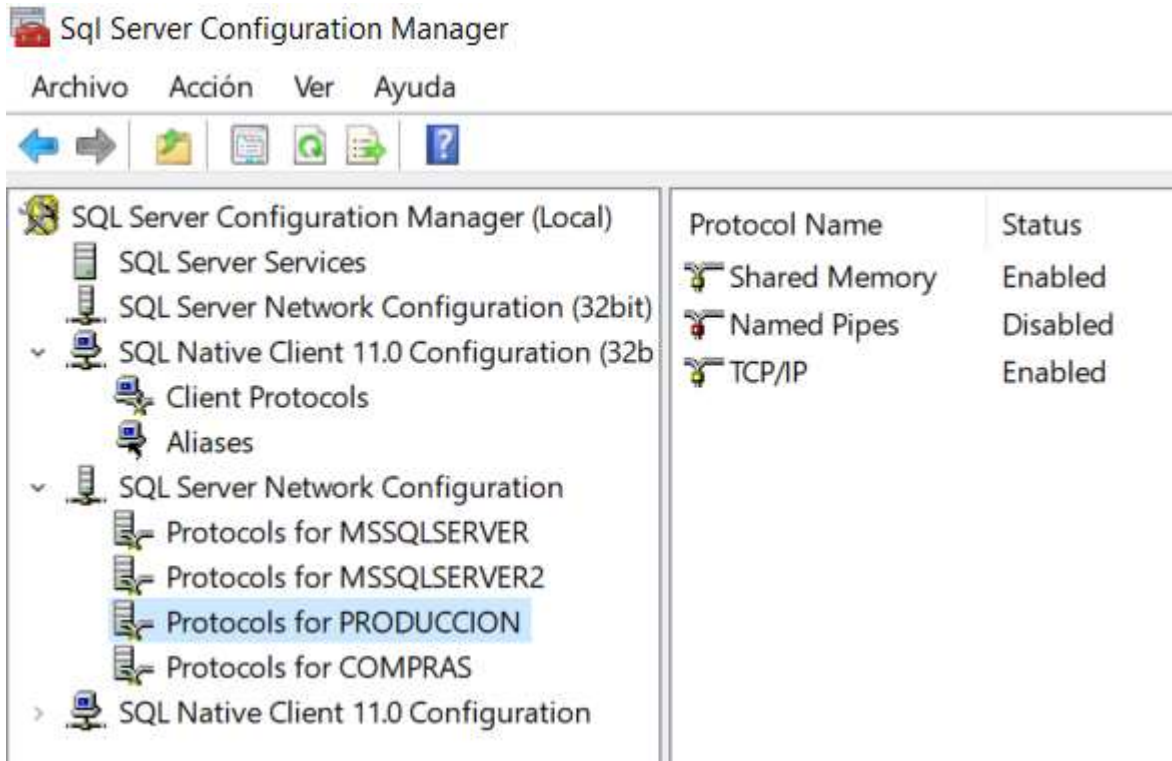 Sql Server Configuration Manager
Archivo Acción Ver Ayuda
SQL Server Configuration Manager (Local)
SQL Server Services
SQL Server Network Configuration (32bit)
SQL Native Client 11.0 Configuration (32b
Client Protocols
Aliases
SQL Server Network Configuration
Protocols for MSSQLSERVER
Protocols for MSSQLSERVER2
Protocols for PRODUCCION
Protocols for COMPRAS
SQL Native Client 11.0 Configuration
Protocol Name Status
Shared Memory Enabled
Named Pipes Disabled
TCP/IP Enabled